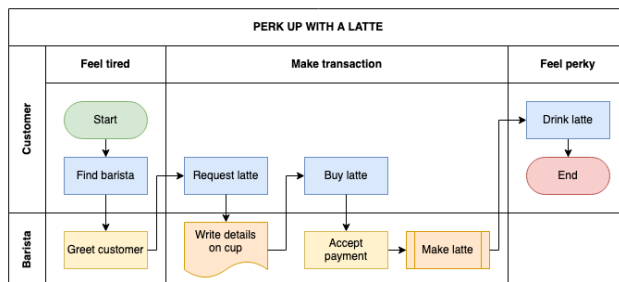 PERK UP WITH A LATTE
Feel tired
Make transaction
Feel perky
Customer
Start
Drink latte
Find barista
Request latte
Buy latte
End
Barista
Greet customer
Write details
on cup
Accept
payment
Make latte